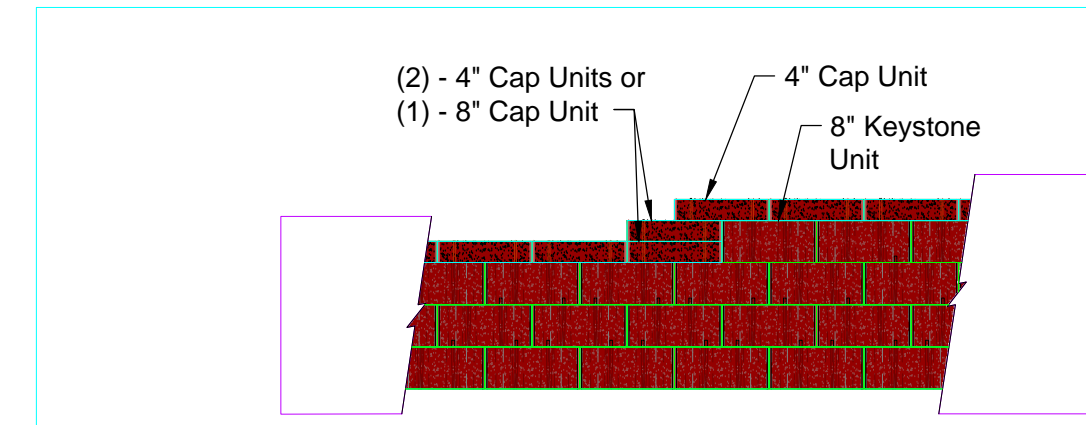 (2) - 4" Cap Units or
(1) - 8" Cap Unit
4" Cap Unit
8" Keystone
Unit